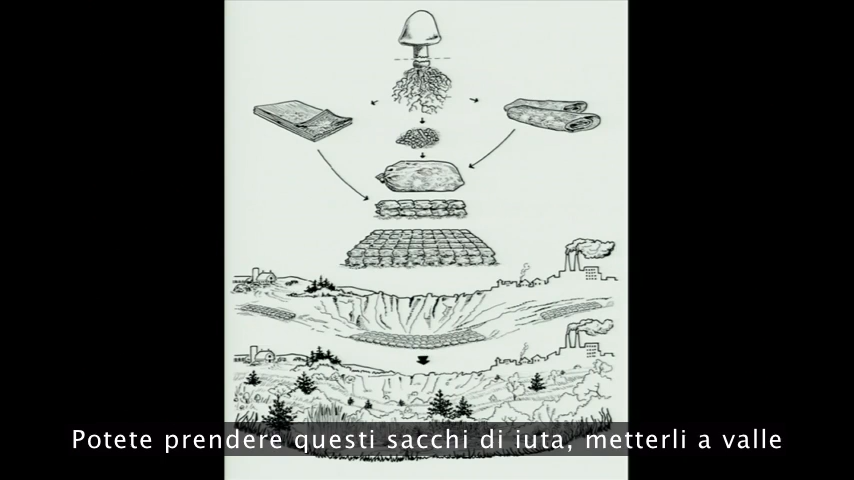 Potete prendere questi sacchi di iuta, metterli a valle